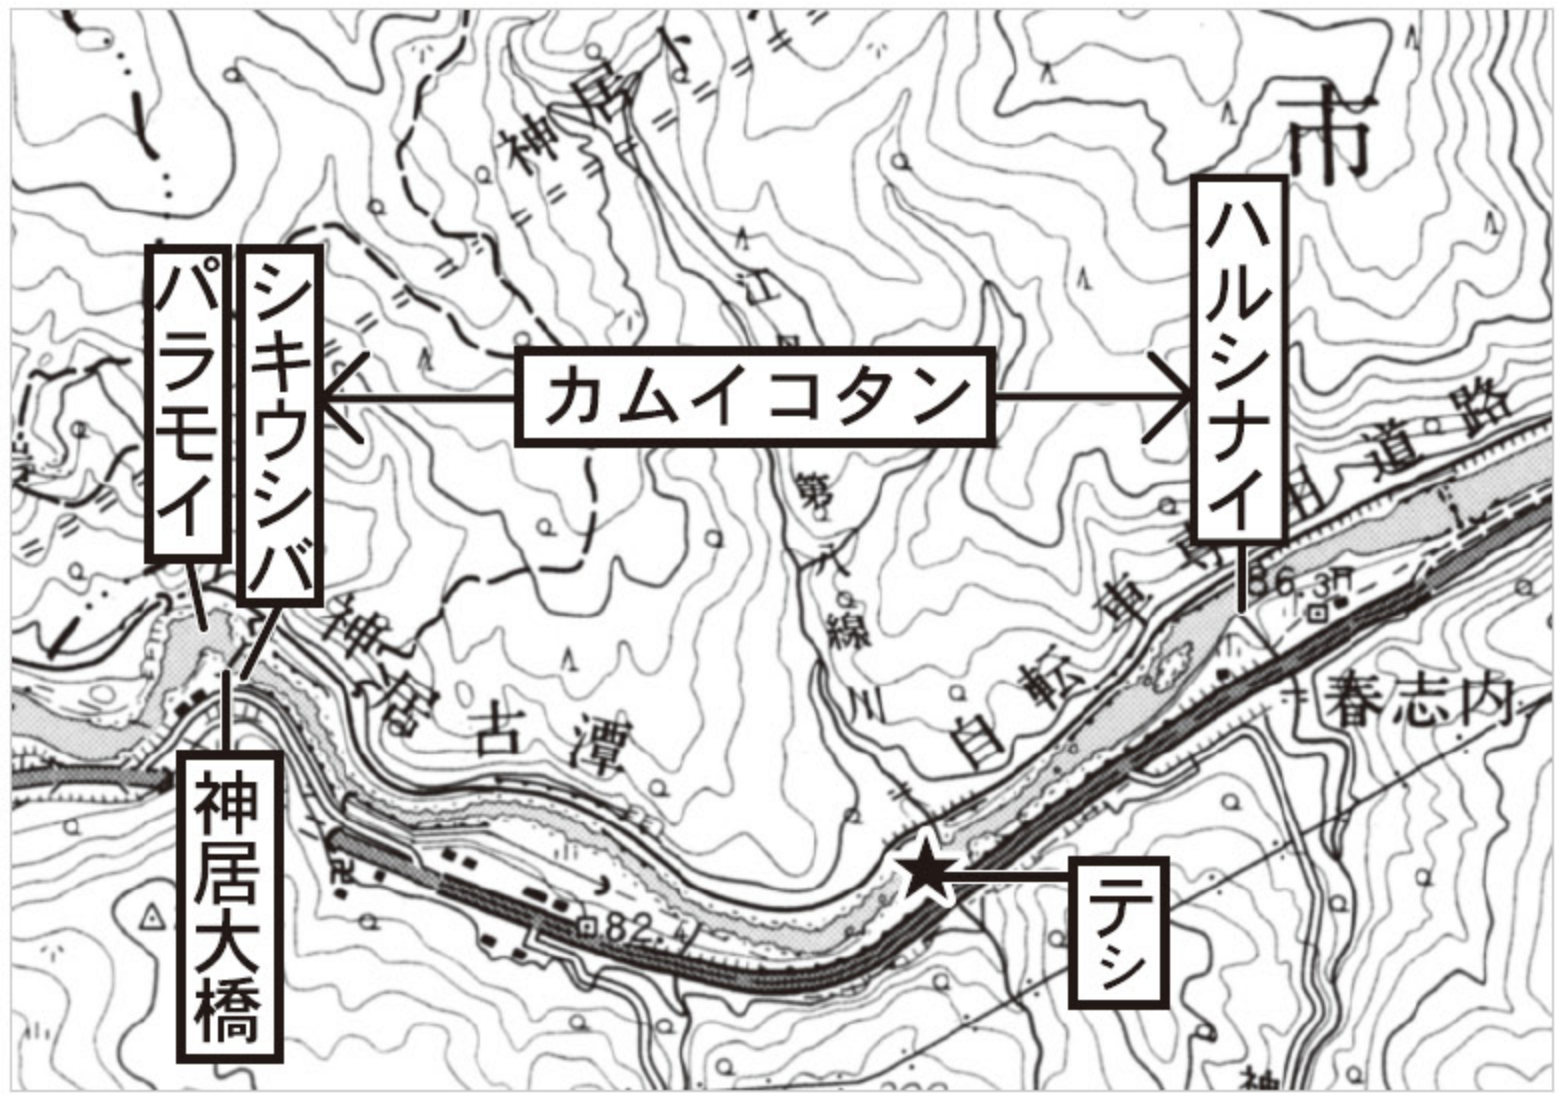 市
神居
江
第
八
線
川
自転車専用道路
神居古潭
春志内
86.3
82.4
パラモイ
シキウシバ
カムイコタン
ハルシナイ
神居大橋
テシ
神